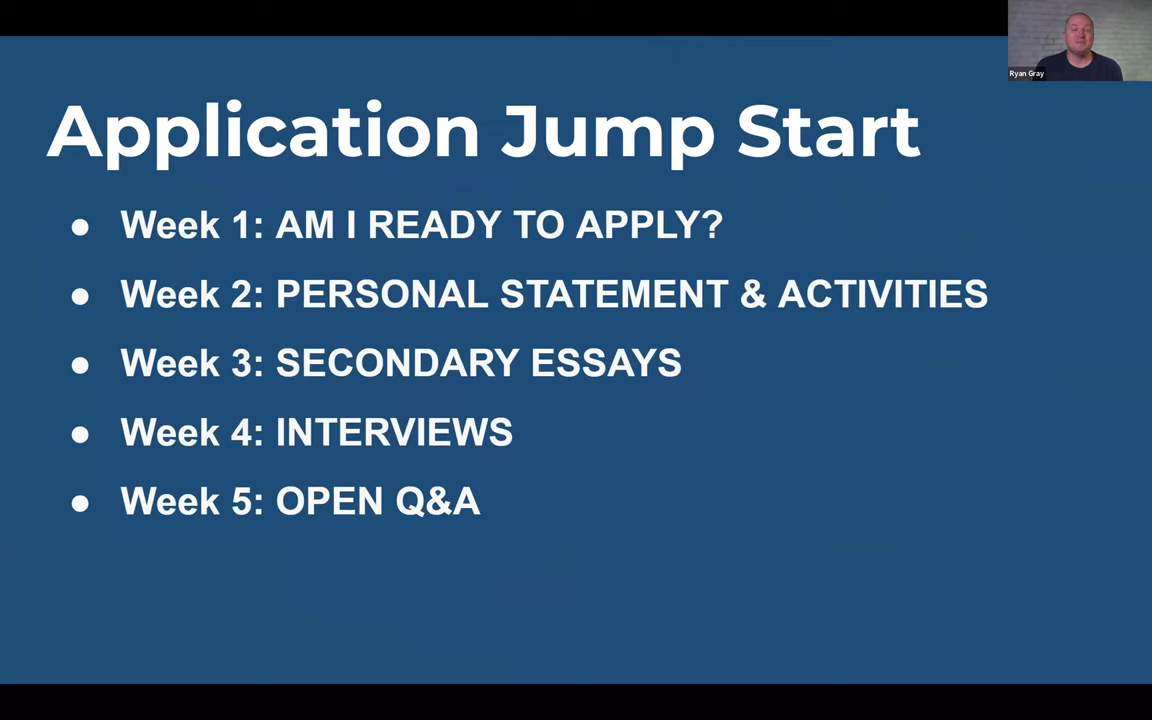 Ryan Gray
Application Jump Start
● Week 1: AM I READY TO APPLY?
● Week 2: PERSONAL STATEMENT & ACTIVITIES
● Week 3: SECONDARY ESSAYS
● Week 4: INTERVIEWS
● Week 5: OPEN Q&A